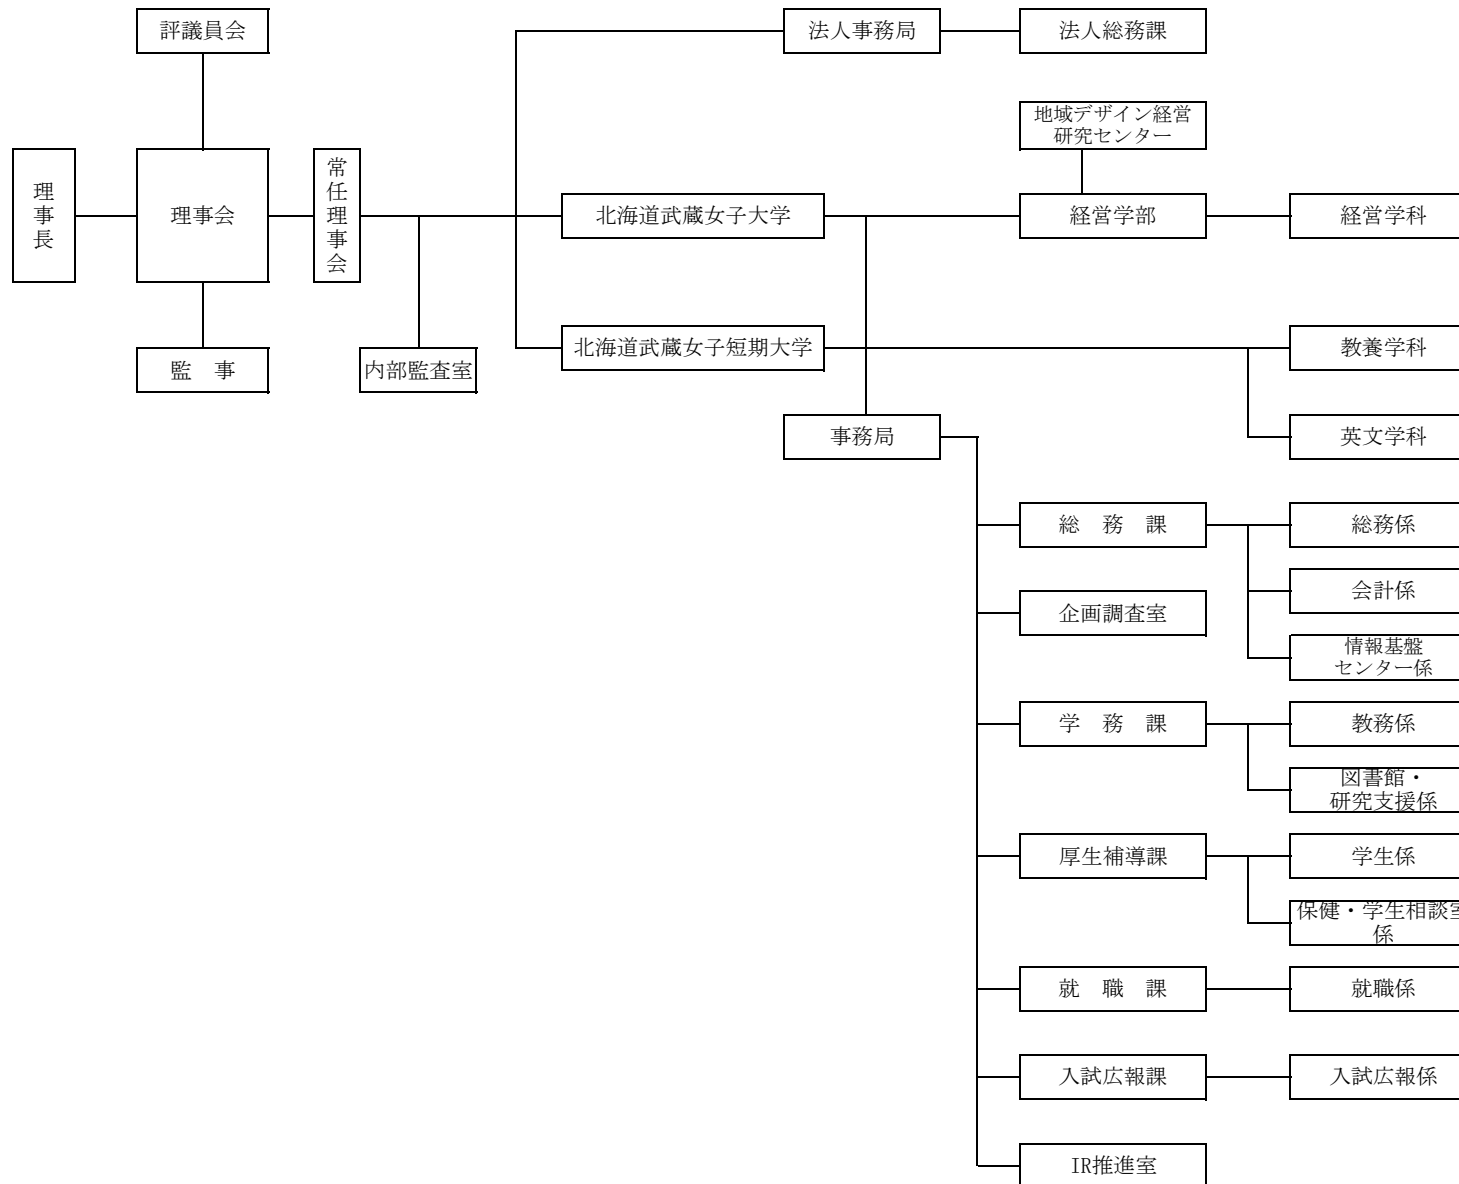 評議員会
法人事務局
法人総務課
地域デザイン経営
研究センター
理事長
理事会
常任理事会
北海道武蔵女子大学
経営学部
経営学科
北海道武蔵女子短期大学
教養学科
監　事
内部監査室
事務局
英文学科
総　務　課
総務係
会計係
企画調査室
情報基盤
センター係
学　務　課
教務係
図書館・
研究支援係
厚生補導課
学生係
保健・学生相談室
係
就　職　課
就職係
入試広報課
入試広報係
IR推進室